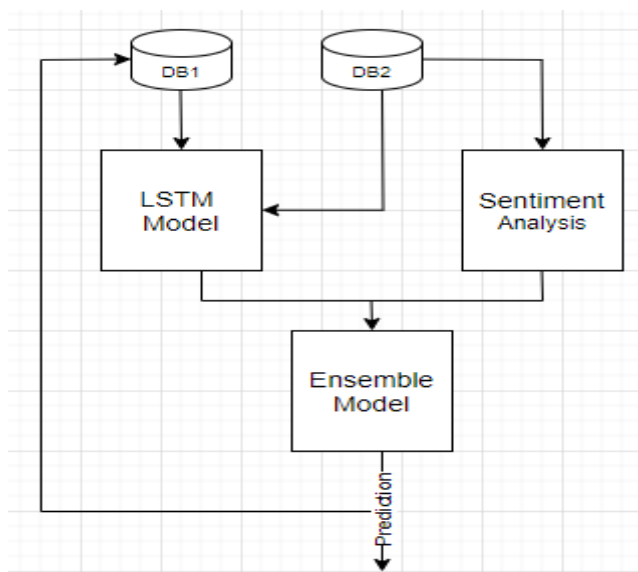 DB1
DB2
LSTM
Model
Sentiment
Analysis
Ensemble
Model
Prediction